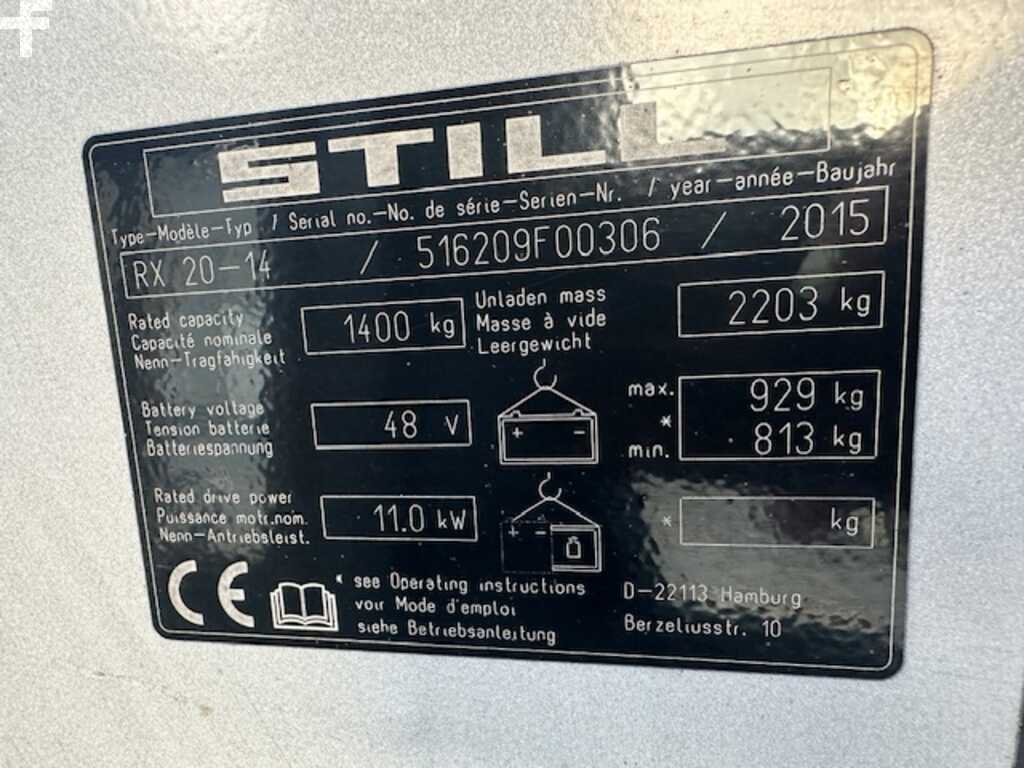 STILL
Type-Modèle-Typ / Serial no.-No. de série-Serien-Nr. / year-année-Baujahr
RX 20-14 / 516209F00306 / 2015
Rated capacity
Capacité nominale
Nenn-Tragfähigkeit
1400 kg
Unladen mass
Masse à vide
Leergewicht
2203 kg
Battery voltage
Tension batterie
Batteriespannung
48 V
+ -
max. 929 kg
*
min. 813 kg
Rated drive power
Puissance motr.nom.
Nenn-Antriebsleist.
11.0 kW
+ -
* kg
CE
* see Operating instructions
voir Mode d'emploi
siehe Betriebsanleitung
D-22113 Hamburg
Berzeliusstr. 10